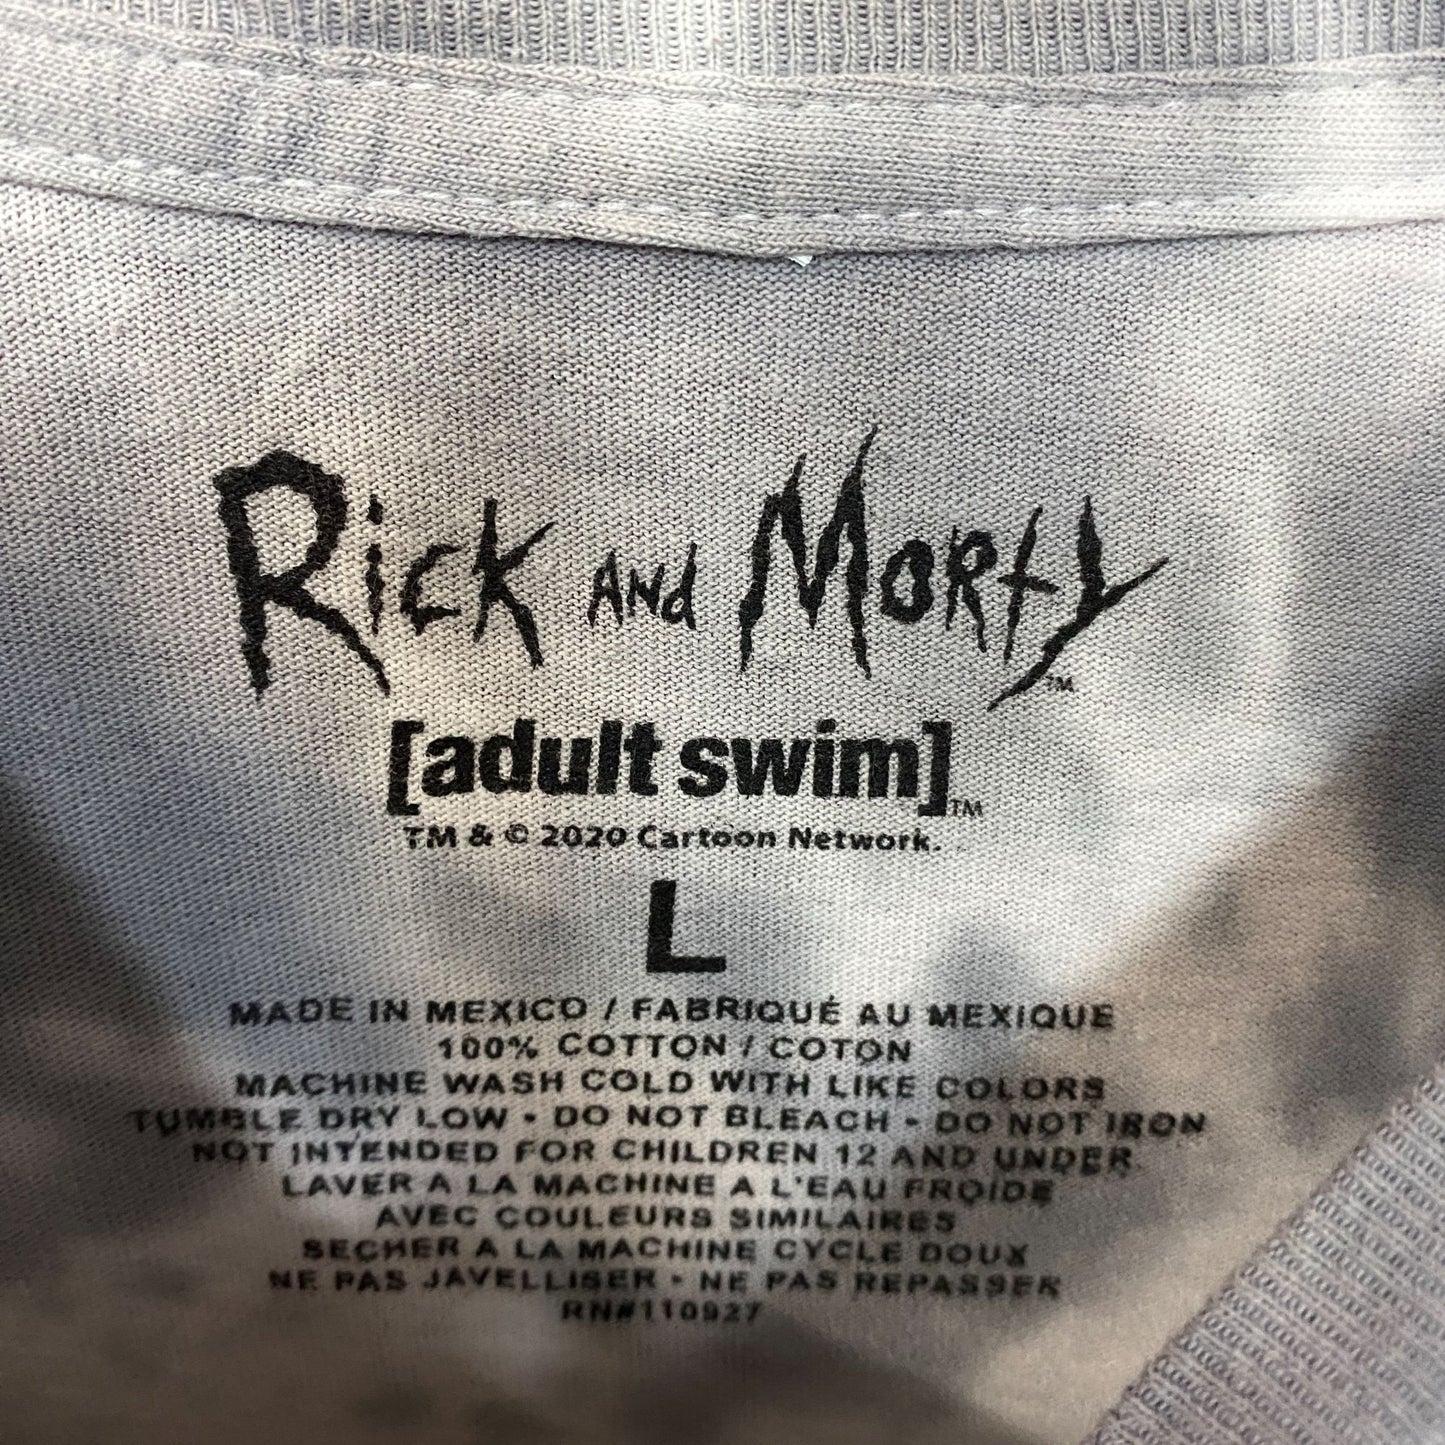 Rick and Morty™
[adult swim]™
TM & © 2020 Cartoon Network.
L
MADE IN MEXICO / FABRIQUÉ AU MEXIQUE
100% COTTON / COTON
MACHINE WASH COLD WITH LIKE COLORS
TUMBLE DRY LOW - DO NOT BLEACH - DO NOT IRON
NOT INTENDED FOR CHILDREN 12 AND UNDER.
LAVER A LA MACHINE A L'EAU FROIDE
AVEC COULEURS SIMILAIRES
SECHER A LA MACHINE CYCLE DOUX
NE PAS JAVELLISER - NE PAS REPASSER
RN#110927